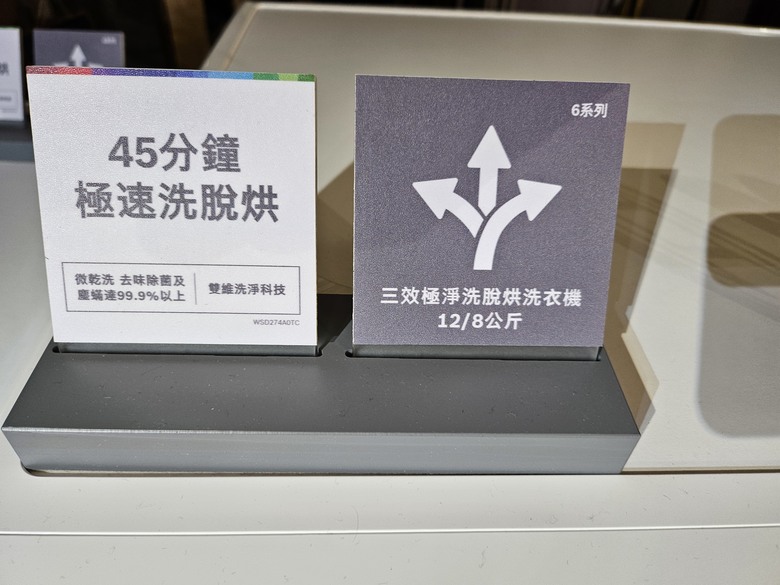 45分鐘
極速洗脫烘
微乾洗 去味除菌及
塵蟎達99.9%以上
雙維洗淨科技
WSD274A0TC
6系列
三效極淨洗脫烘洗衣機
12/8公斤